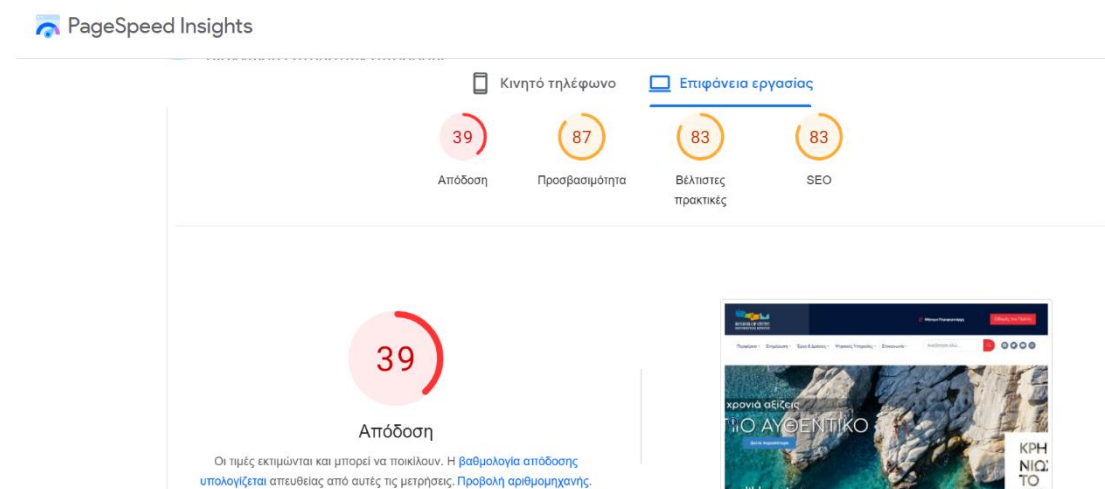 PageSpeed Insights
Κινητό τηλέφωνο
Επιφάνεια εργασίας
39
87
83
83
Απόδοση
Προσβασιμότητα
Βέλτιστες
πρακτικές
SEO
39
Απόδοση
Οι τιμές εκτιμώνται και μπορεί να ποικίλουν. Η βαθμολογία απόδοσης
υπολογίζεται απευθείας από αυτές τις μετρήσεις. Προβολή αριθμομηχανής.
χρονιά αξίζεις
ΑΥΘΕΝΤΙΚΟ
ΚΡΗ
ΝΙΩΣ
ΤΟ